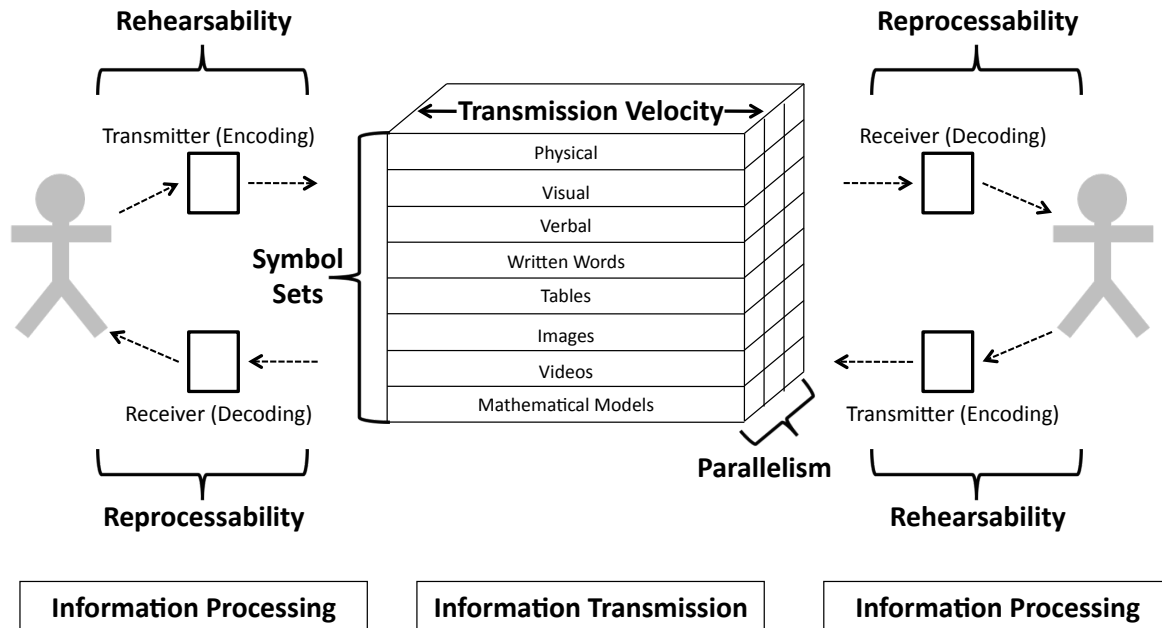 Rehearsability
Reprocessability
Transmission Velocity
Transmitter (Encoding)
Receiver (Decoding)
Physical
Visual
Verbal
Symbol
Sets
Written Words
Tables
Images
Videos
Mathematical Models
Receiver (Decoding)
Transmitter (Encoding)
Parallelism
Reprocessability
Rehearsability
Information Processing
Information Transmission
Information Processing